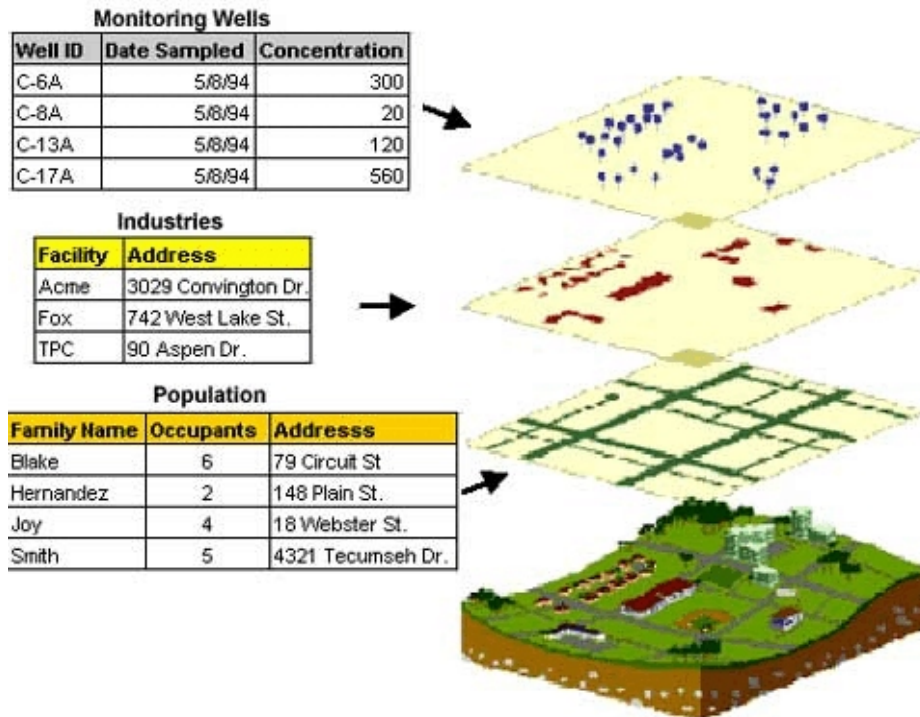 Monitoring Wells
Well ID Date Sampled Concentration
C-6A 5/8/94 300
C-8A 5/8/94 20
C-13A 5/8/94 120
C-17A 5/8/94 560
Industries
Facility Address
Acme 3029 Convington Dr.
Fox 742 West Lake St.
TPC 90 Aspen Dr.
Population
Family Name Occupants Addresss
Blake 6 79 Circuit St
Hernandez 2 148 Plain St.
Joy 4 18 Webster St.
Smith 5 4321 Tecumseh Dr.